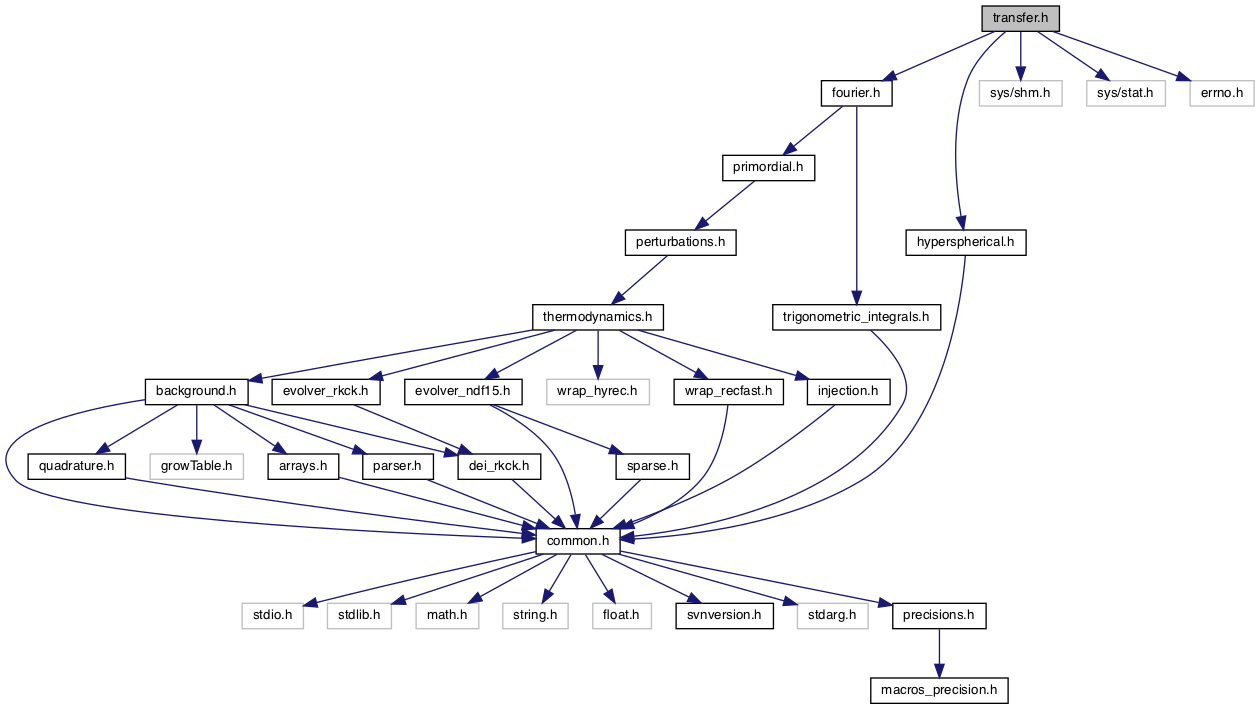 transfer.h
fourier.h
sys/shm.h
sys/stat.h
errno.h
primordial.h
perturbations.h
hyperspherical.h
thermodynamics.h
trigonometric_integrals.h
background.h
evolver_rkck.h
evolver_ndf15.h
wrap_hyrec.h
wrap_recfast.h
injection.h
quadrature.h
growTable.h
arrays.h
parser.h
dei_rkck.h
sparse.h
common.h
stdio.h
stdlib.h
math.h
string.h
float.h
svnversion.h
stdarg.h
precisions.h
macros_precision.h